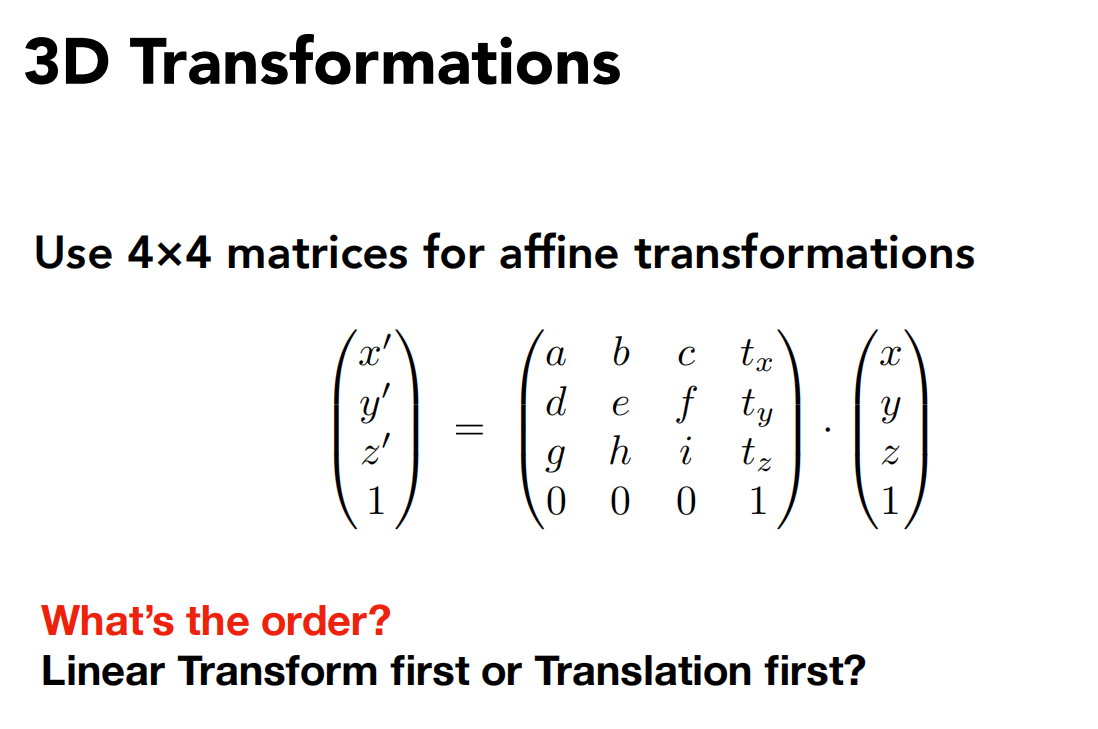 3D Transformations
Use 4×4 matrices for affine transformations
$$\begin{pmatrix} x' \\ y' \\ z' \\ 1 \end{pmatrix} = \begin{pmatrix} a & b & c & t_x \\ d & e & f & t_y \\ g & h & i & t_z \\ 0 & 0 & 0 & 1 \end{pmatrix} \cdot \begin{pmatrix} x \\ y \\ z \\ 1 \end{pmatrix}$$
What’s the order?
Linear Transform first or Translation first?